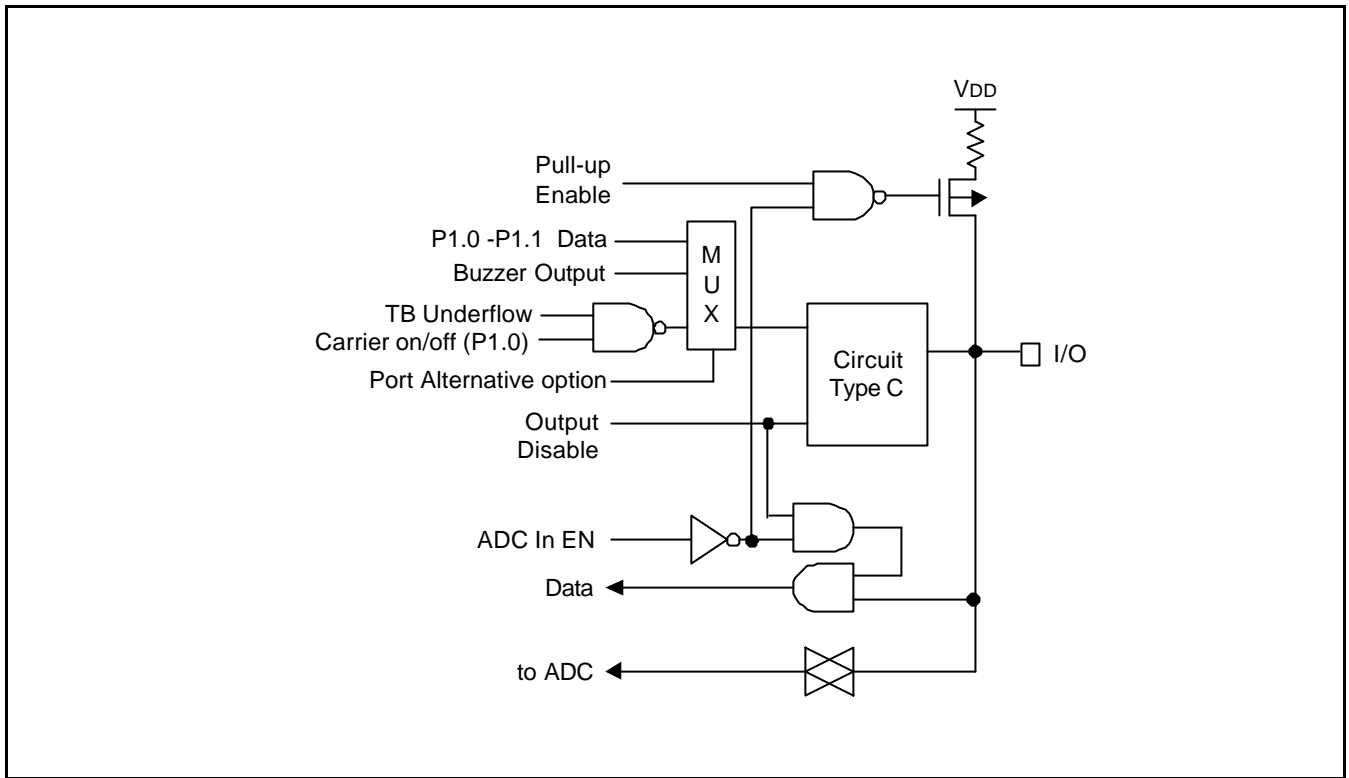 VDD
Pull-up
Enable
P1.0 -P1.1 Data
Buzzer Output
TB Underflow
Carrier on/off (P1.0)
Port Alternative option
M
U
X
Output
Disable
Circuit
Type C
I/O
ADC In EN
Data
to ADC